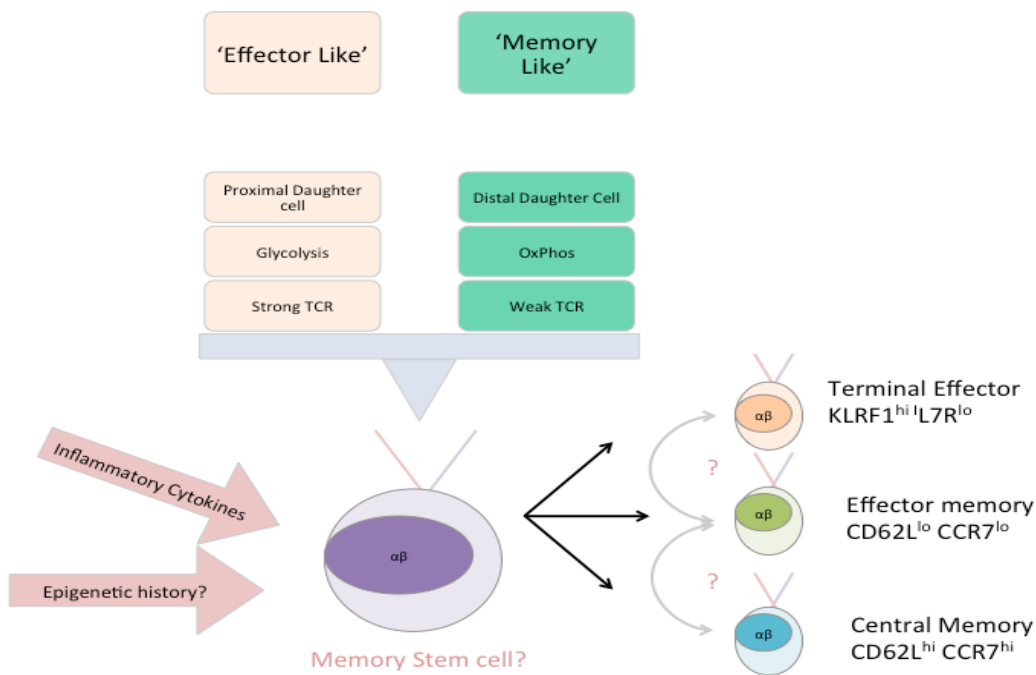 ‘Effector Like’
‘Memory
Like’
Proximal Daughter
cell
Distal Daughter Cell
Glycolysis
OxPhos
Strong TCR
Weak TCR
Inflammatory Cytokines
Epigenetic history?
αβ
Memory Stem cell?
αβ
Terminal Effector
KLRF1hi IL7Rlo
?
αβ
Effector memory
CD62Llo CCR7lo
?
αβ
Central Memory
CD62Lhi CCR7hi